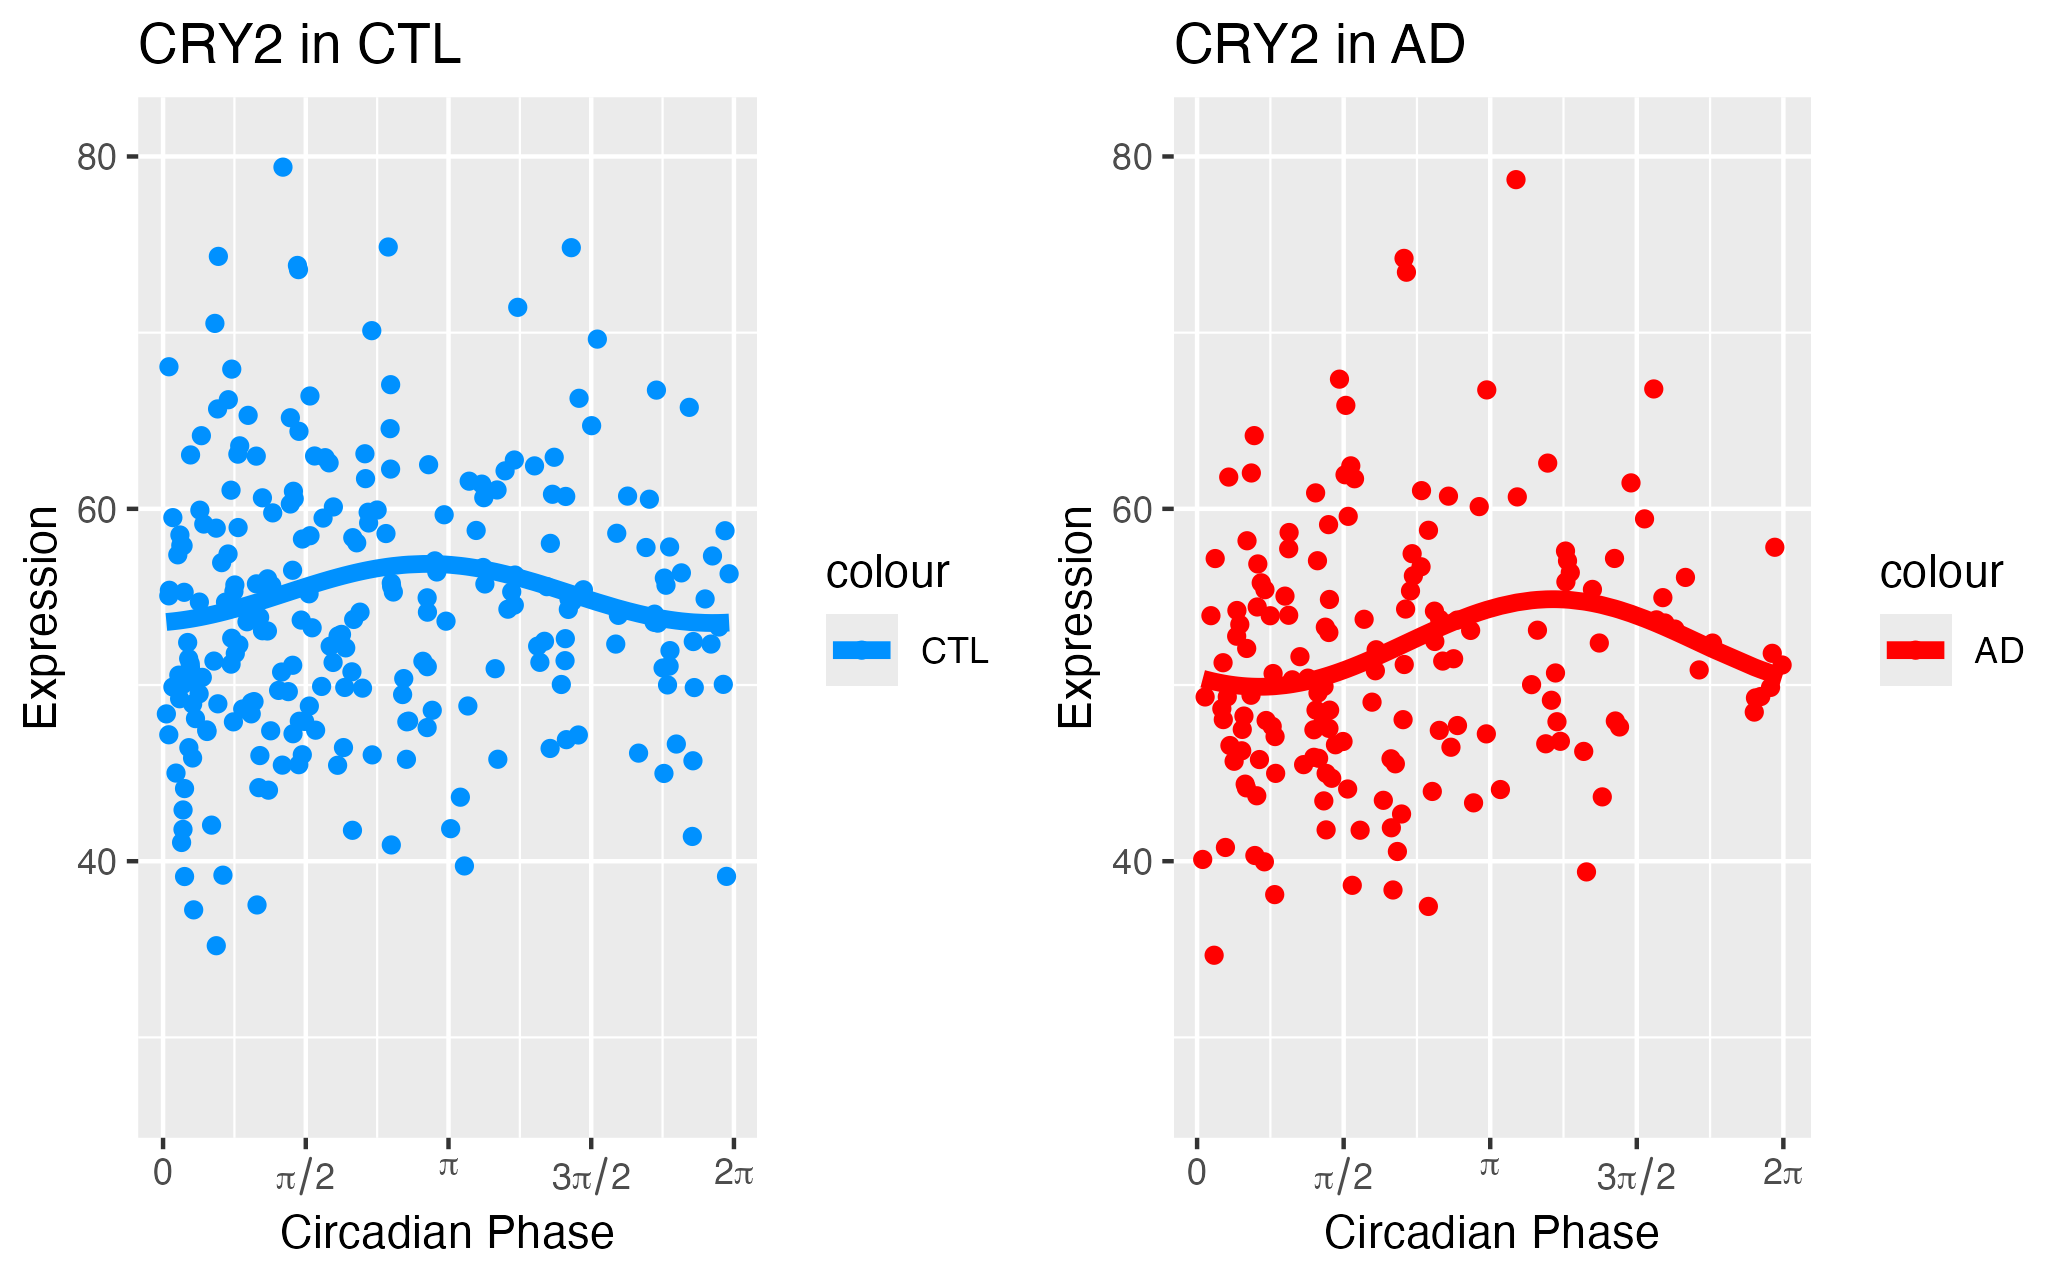 CRY2 in CTL
80
60
40
Expression
0
π/2
π
3π/2
2π
Circadian Phase
colour
CTL
CRY2 in AD
80
60
40
Expression
0
π/2
π
3π/2
2π
Circadian Phase
colour
AD